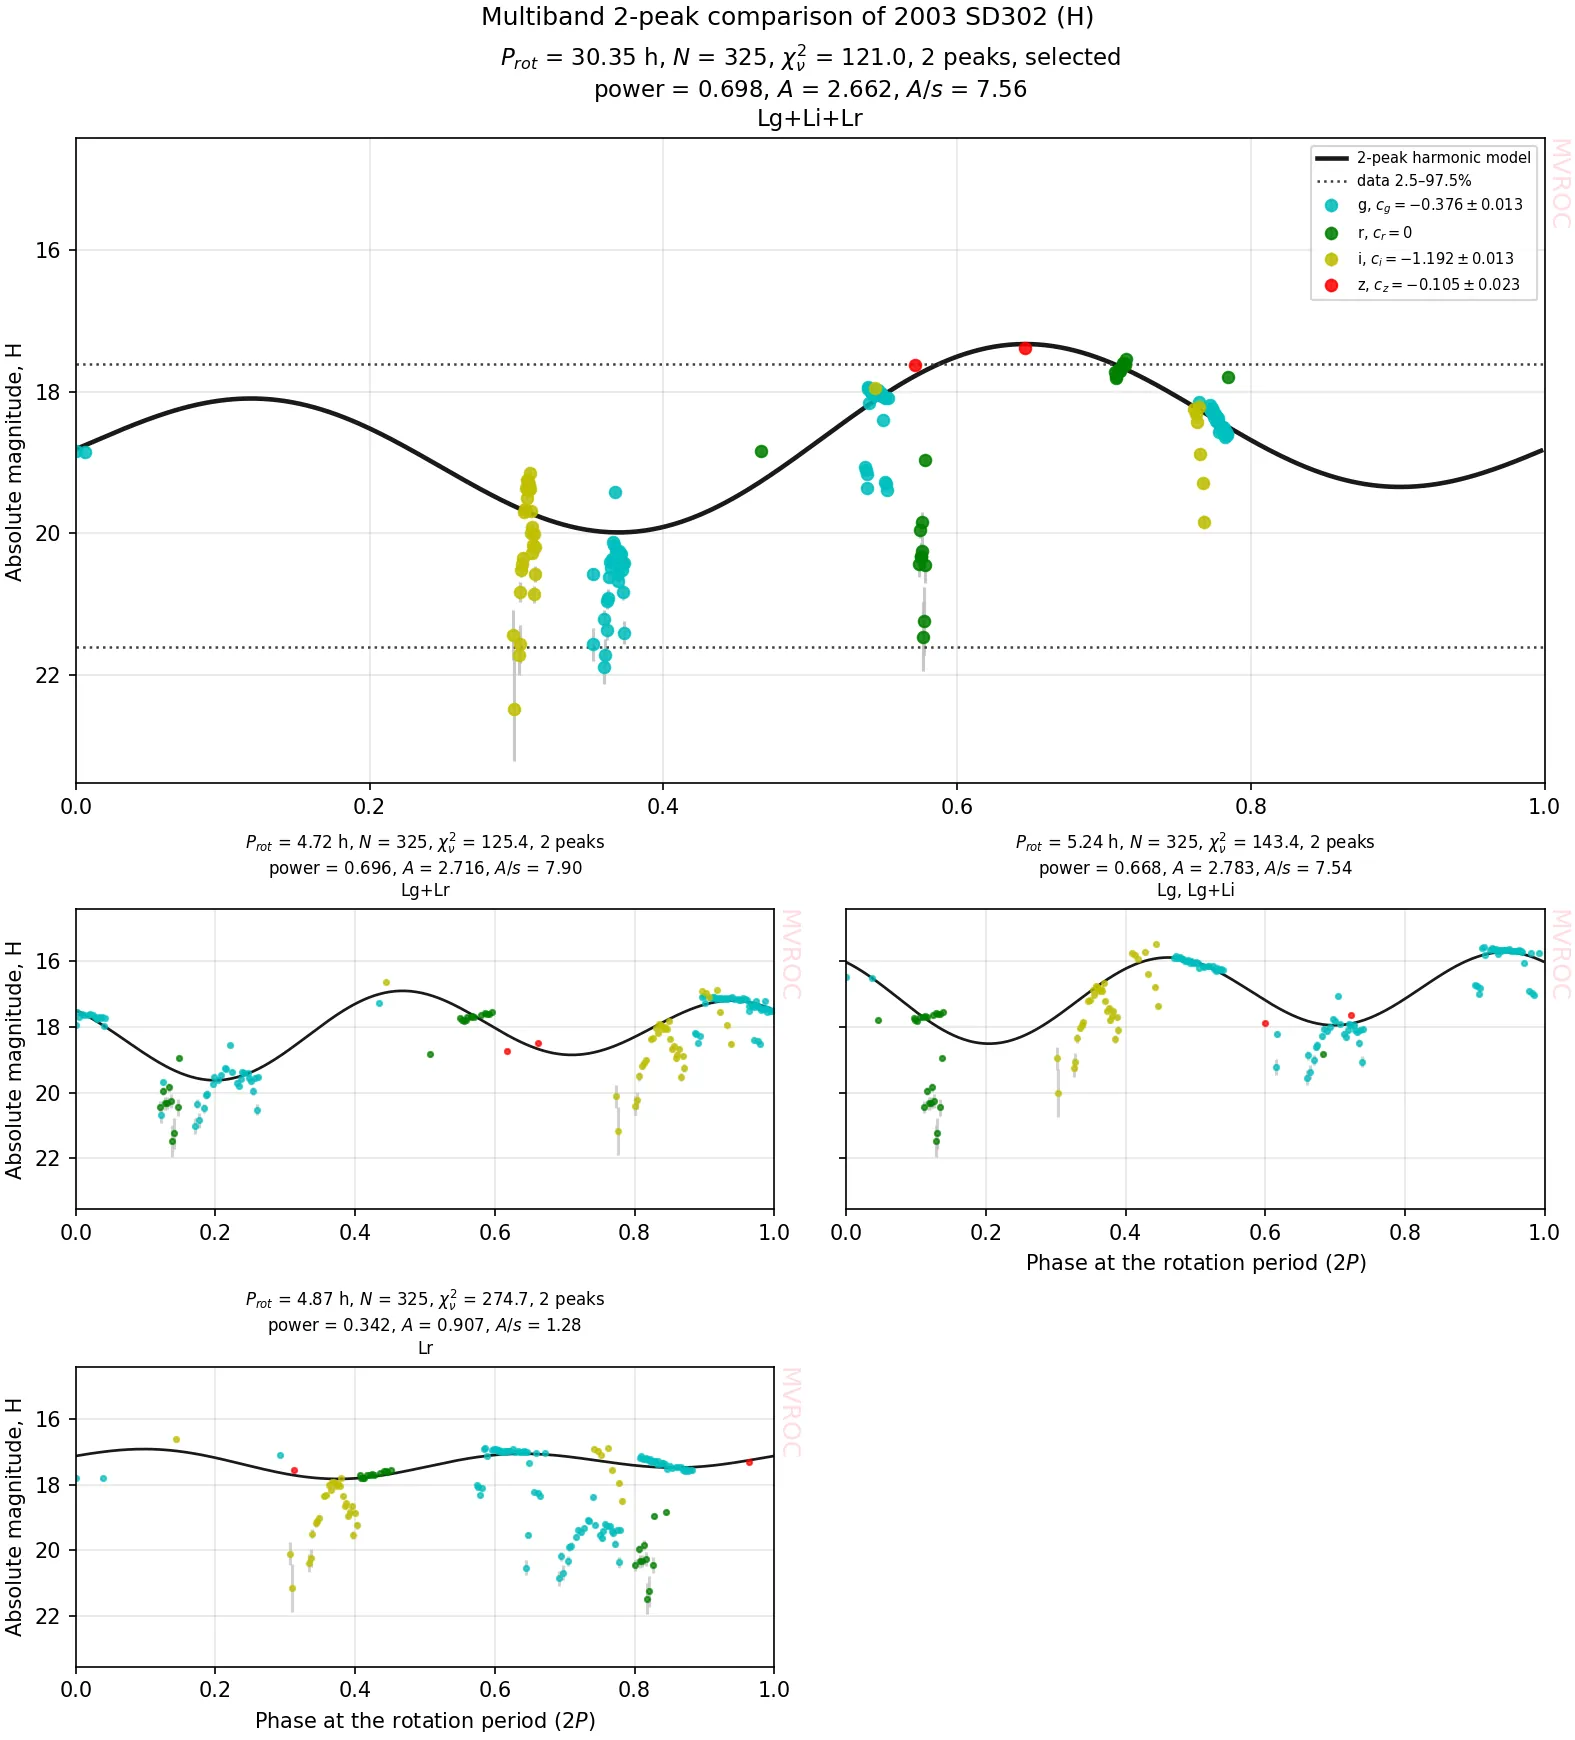 Multiband 2-peak comparison of 2003 SD302 (H)
P_rot = 30.35 h, N = 325, χ²_ν = 121.0, 2 peaks, selected
power = 0.698, A = 2.662, A/s = 7.56
Lg+Li+Lr
2-peak harmonic model
data 2.5–97.5%
g, c_g = −0.376 ± 0.013
r, c_r = 0
i, c_i = −1.192 ± 0.013
z, c_z = −0.105 ± 0.023
MVROC
Absolute magnitude, H
16
18
20
22
0.0 0.2 0.4 0.6 0.8 1.0
P_rot = 4.72 h, N = 325, χ²_ν = 125.4, 2 peaks
power = 0.696, A = 2.716, A/s = 7.90
Lg+Lr
MVROC
Absolute magnitude, H
16
18
20
22
0.0 0.2 0.4 0.6 0.8 1.0
P_rot = 5.24 h, N = 325, χ²_ν = 143.4, 2 peaks
power = 0.668, A = 2.783, A/s = 7.54
Lg, Lg+Li
MVROC
0.0 0.2 0.4 0.6 0.8 1.0
Phase at the rotation period (2P)
P_rot = 4.87 h, N = 325, χ²_ν = 274.7, 2 peaks
power = 0.342, A = 0.907, A/s = 1.28
Lr
MVROC
Absolute magnitude, H
16
18
20
22
0.0 0.2 0.4 0.6 0.8 1.0
Phase at the rotation period (2P)